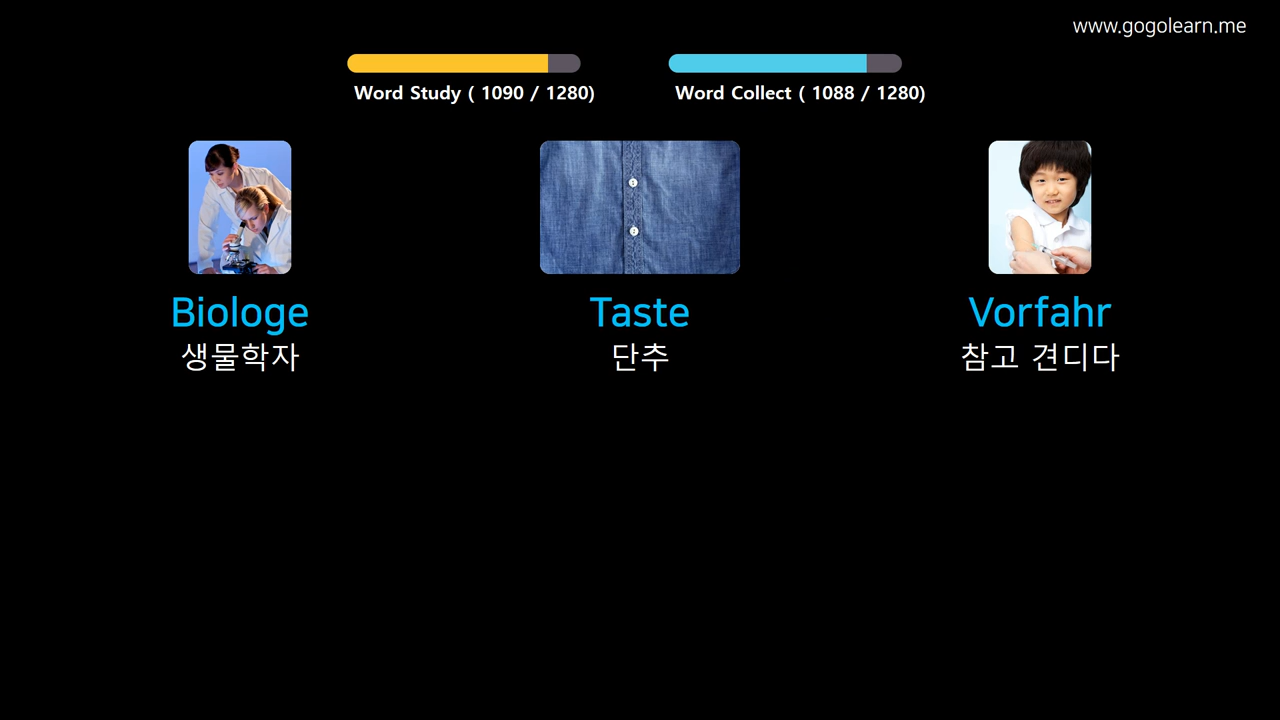 www.gogolearn.me
Word Study ( 1090 / 1280)
Word Collect ( 1088 / 1280)
Biologe
생물학자
Taste
단추
Vorfahr
참고 견디다